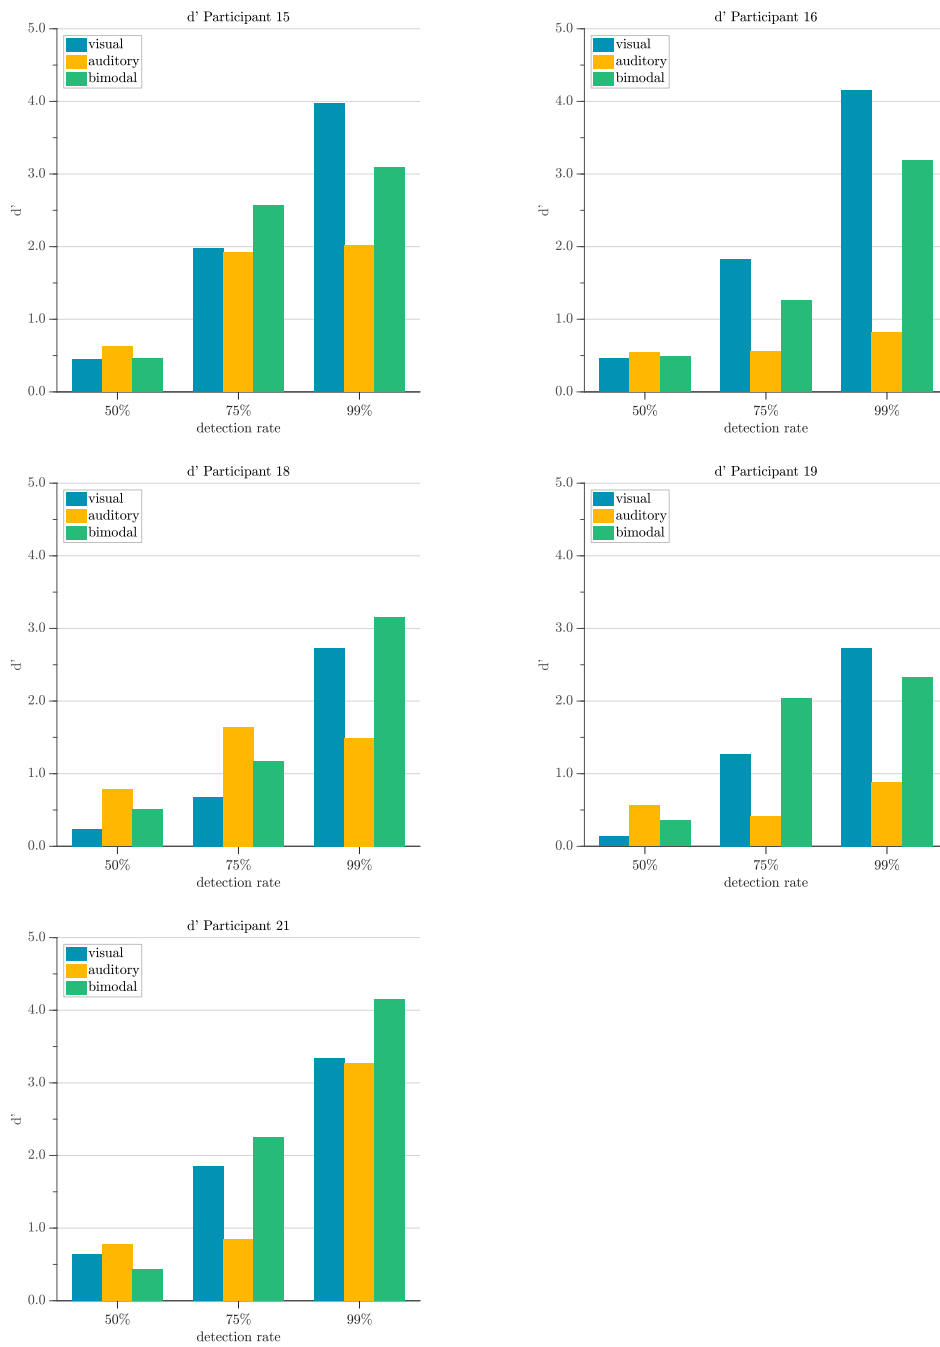 d' Participant 15
5.0
4.0
3.0
2.0
1.0
0.0
d'
visual
auditory
bimodal
50% 75% 99%
detection rate
d' Participant 16
5.0
4.0
3.0
2.0
1.0
0.0
d'
visual
auditory
bimodal
50% 75% 99%
detection rate
d' Participant 18
5.0
4.0
3.0
2.0
1.0
0.0
d'
visual
auditory
bimodal
50% 75% 99%
detection rate
d' Participant 19
5.0
4.0
3.0
2.0
1.0
0.0
d'
visual
auditory
bimodal
50% 75% 99%
detection rate
d' Participant 21
5.0
4.0
3.0
2.0
1.0
0.0
d'
visual
auditory
bimodal
50% 75% 99%
detection rate